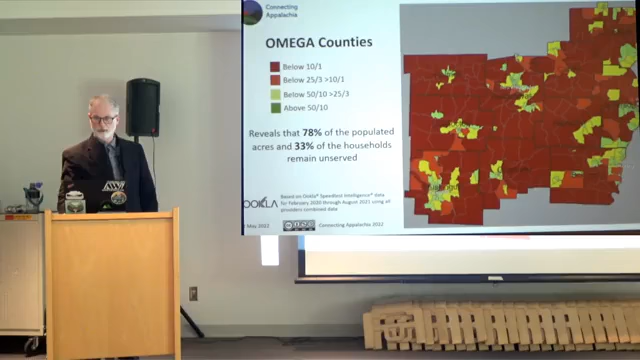 Connecting
Appalachia
OMEGA Counties
Below 10/1
Below 25/3 >10/1
Below 50/10 >25/3
Above 50/10
Reveals that 78% of the populated
acres and 33% of the households
remain unserved
OOKLA
Based on Ookla® Speedtest Intelligence® data
for February 2020 through August 2021 using all
providers combined data
May 2022
Connecting Appalachia 2022